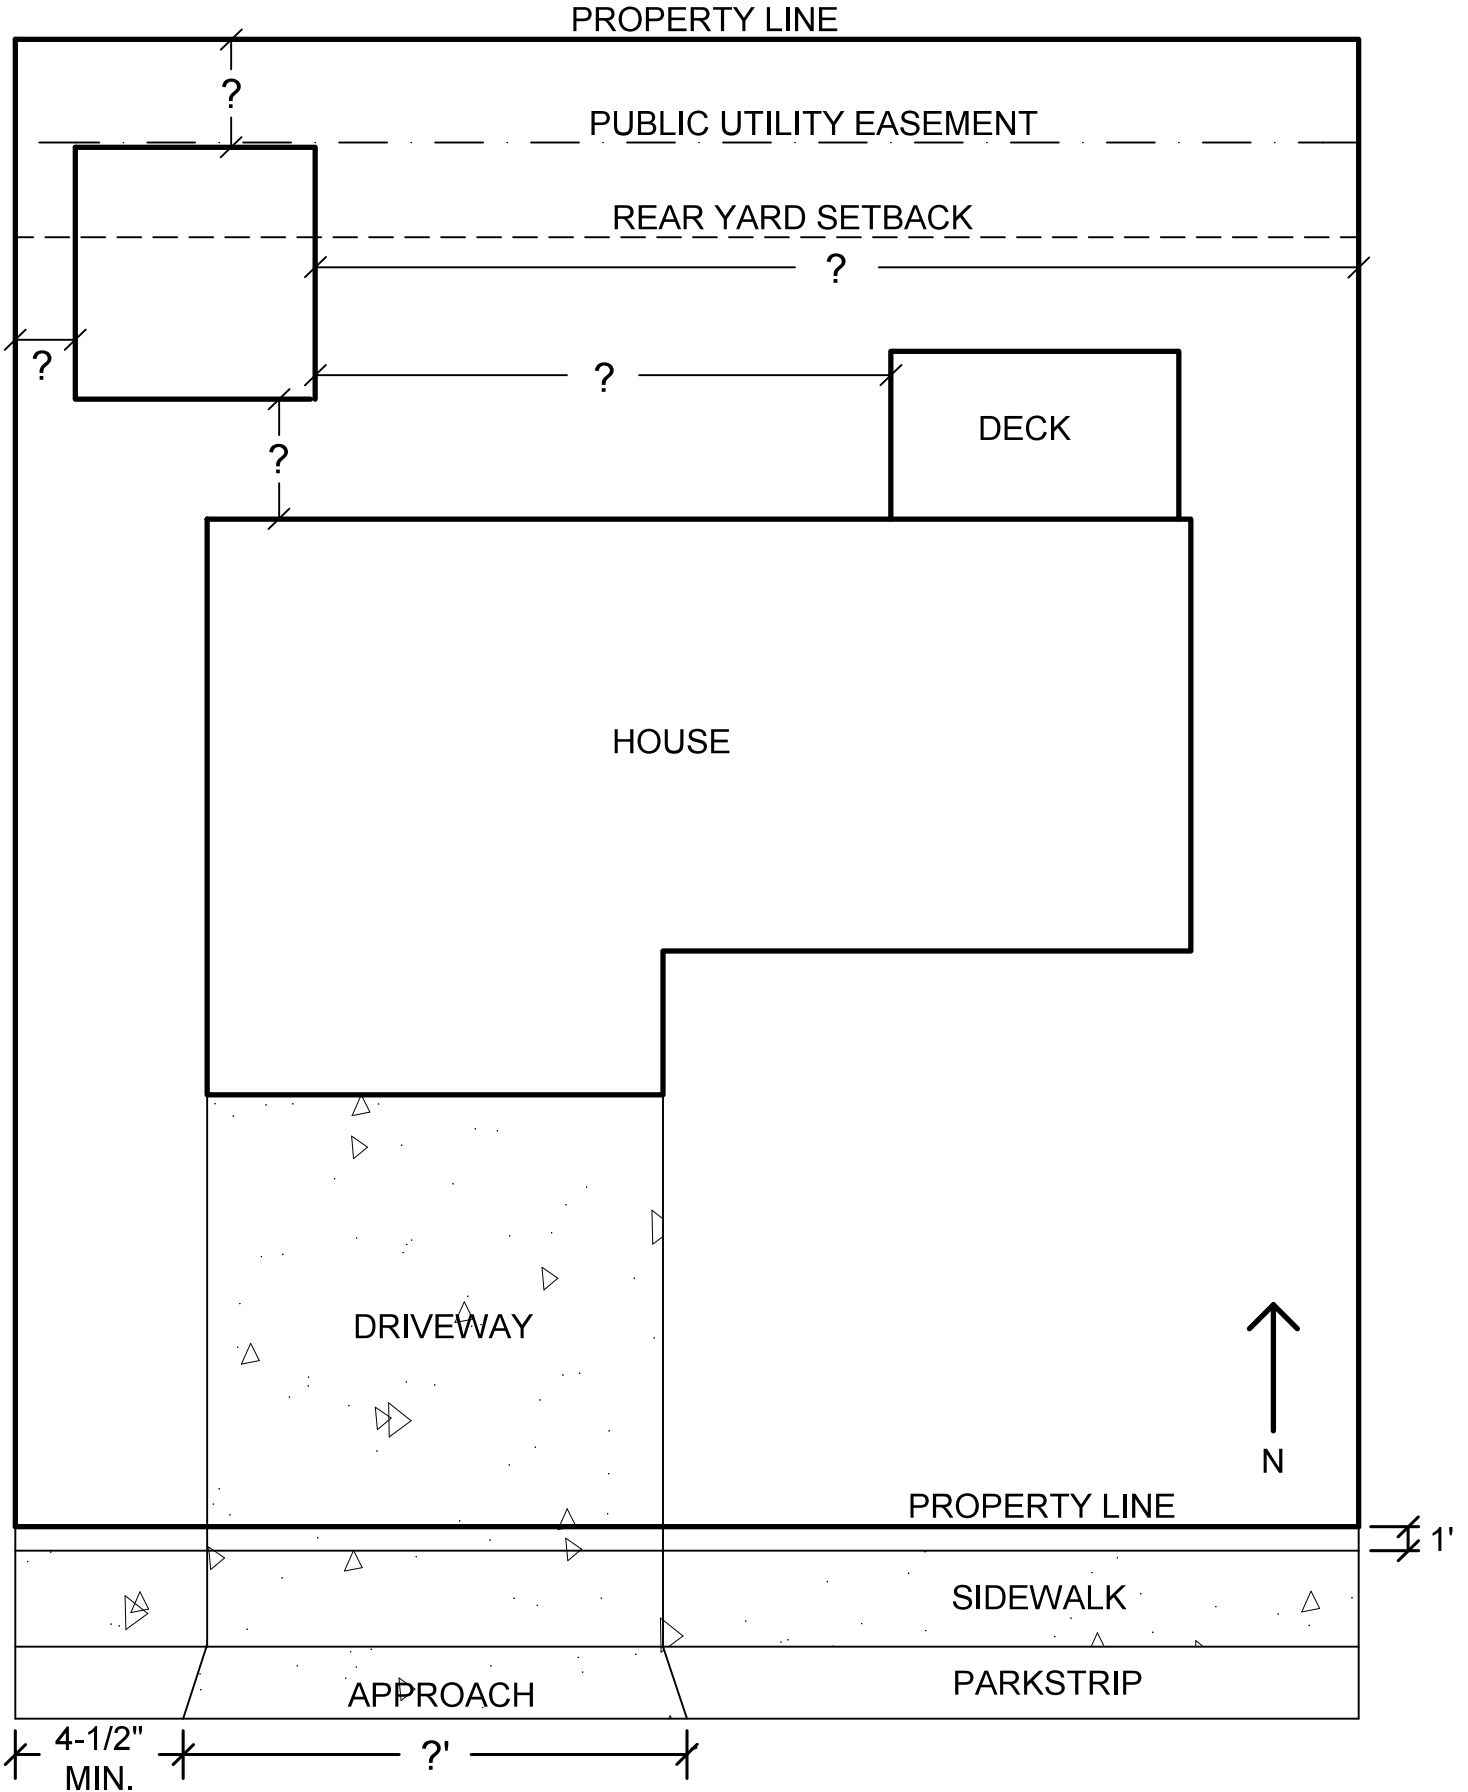 PROPERTY LINE
?
PUBLIC UTILITY EASEMENT
REAR YARD SETBACK
?
?
?
DECK
?
HOUSE
DRIVEWAY
N
PROPERTY LINE
1'
SIDEWALK
PARKSTRIP
APPROACH
4-1/2"
MIN.
?'